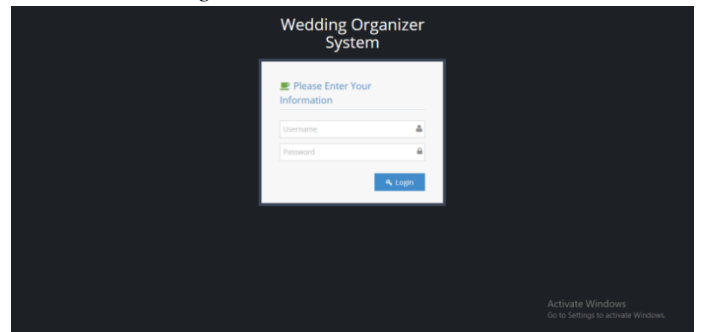 Wedding Organizer
System
Please Enter Your
Information
Username
Password
Login
Activate Windows
Go to Settings to activate Windows.